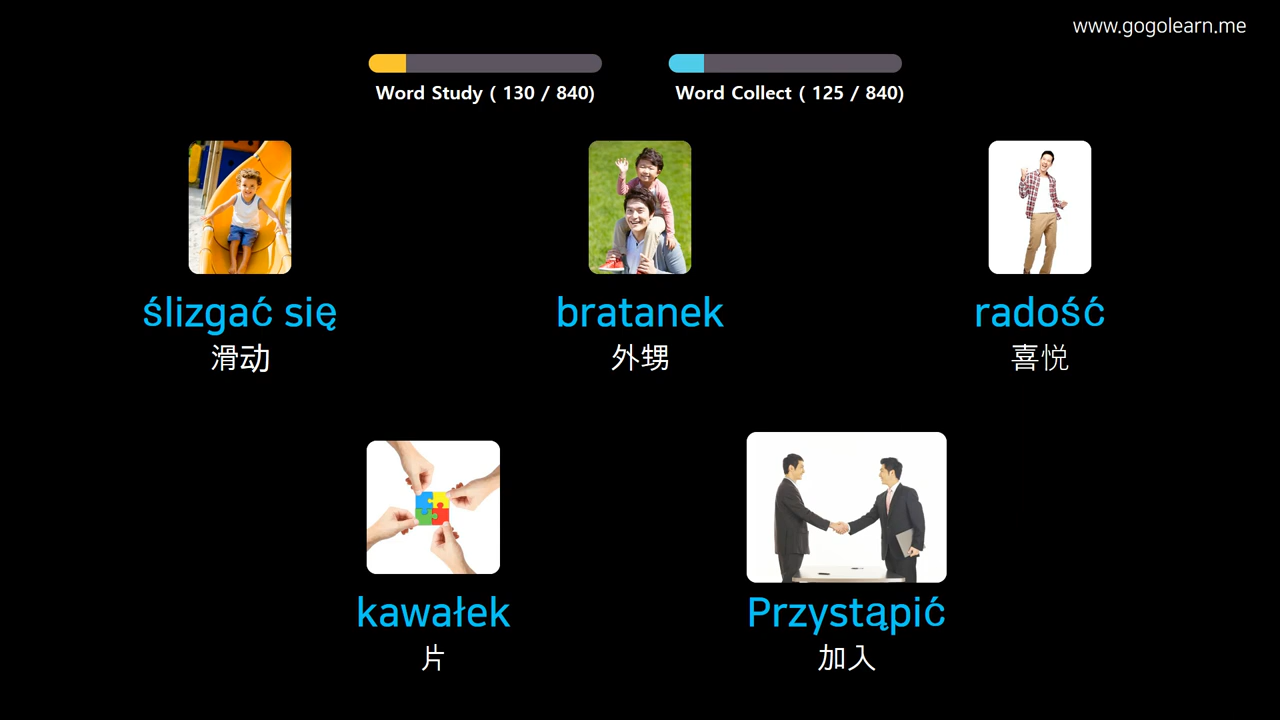 www.gogolearn.me
Word Study ( 130 / 840)
Word Collect ( 125 / 840)
ślizgać się
滑动
bratanek
外甥
radość
喜悦
kawałek
片
Przystąpić
加入